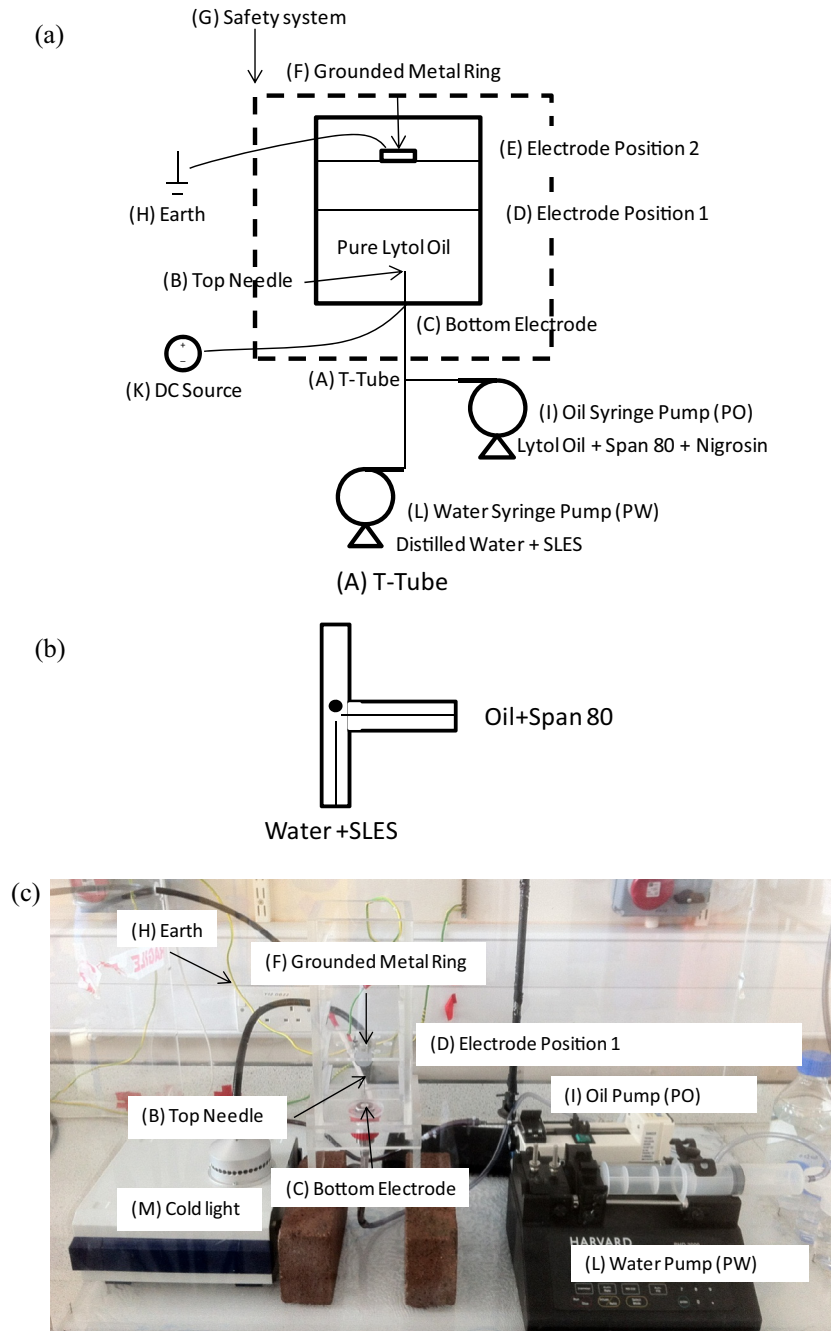 (a)
(G) Safety system
(F) Grounded Metal Ring
(E) Electrode Position 2
(H) Earth
(D) Electrode Position 1
Pure Lytol Oil
(B) Top Needle
(C) Bottom Electrode
(K) DC Source
(A) T-Tube
(I) Oil Syringe Pump (PO)
Lytol Oil + Span 80 + Nigrosin
(L) Water Syringe Pump (PW)
Distilled Water + SLES
(A) T-Tube
(b)
Oil+Span 80
Water +SLES
(c)
(H) Earth
(F) Grounded Metal Ring
(D) Electrode Position 1
(I) Oil Pump (PO)
(B) Top Needle
(C) Bottom Electrode
(M) Cold light
HARVARD
(L) Water Pump (PW)